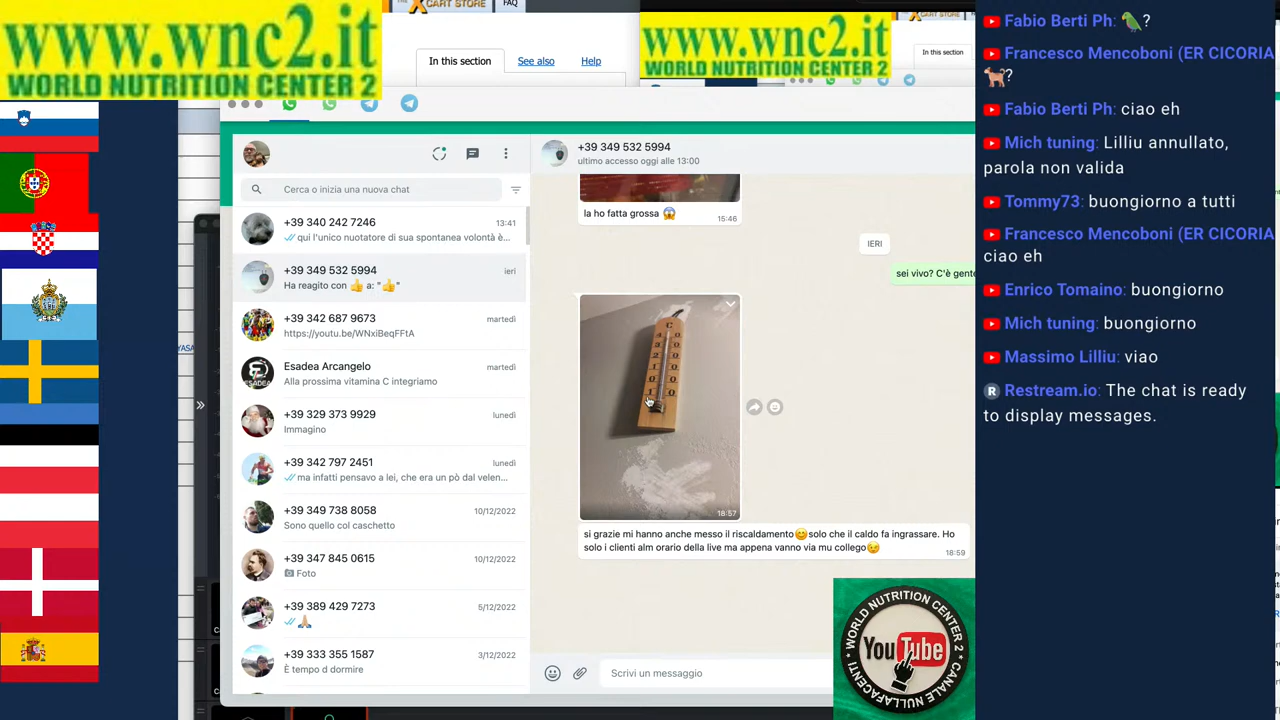 www.wnc2.it
WORLD NUTRITION CENTER 2
CART STORE
FAQ
In this section
See also
Help
www.wnc2.it
WORLD NUTRITION CENTER 2
CART STORE
FAQ
In this section
+39 349 532 5994
ultimo accesso oggi alle 13:00
Cerca o inizia una nuova chat
+39 340 242 7246
13:41
qui l'unico nuotatore di sua spontanea volontà è...
+39 349 532 5994
ieri
Ha reagito con 👍 a: "👍"
+39 342 687 9673
martedì
https://youtu.be/WNxiBeqFFtA
Esadea Arcangelo
martedì
Alla prossima vitamina C integriamo
+39 329 373 9929
lunedì
Immagino
+39 342 797 2451
lunedì
ma infatti pensavo a lei, che era un pò dal velen...
+39 349 738 8058
10/12/2022
Sono quello col caschetto
+39 347 845 0615
10/12/2022
Foto
+39 389 429 7273
5/12/2022
🙏🏼
+39 333 355 1587
3/12/2022
È tempo d dormire
ESADEA
la ho fatta grossa 😱
15:46
IERI
sei vivo? C'è gente
C
18:57
si grazie mi hanno anche messo il riscaldamento😊solo che il caldo fa ingrassare. Ho
solo i clienti alm orario della live ma appena vanno via mu collego😉
18:59
Scrivi un messaggio
WORLD NUTRITION CENTER 2
YouTube
CANALE NULLAFACENTI
Fabio Berti Ph: 🦜?
Francesco Mencoboni (ER CICORIA
🐕?
Fabio Berti Ph: ciao eh
Mich tuning: Lilliu annullato,
parola non valida
Tommy73: buongiorno a tutti
Francesco Mencoboni (ER CICORIA
ciao eh
Enrico Tomaino: buongiorno
Mich tuning: buongiorno
Massimo Lilliu: viao
R Restream.io: The chat is ready
to display messages.